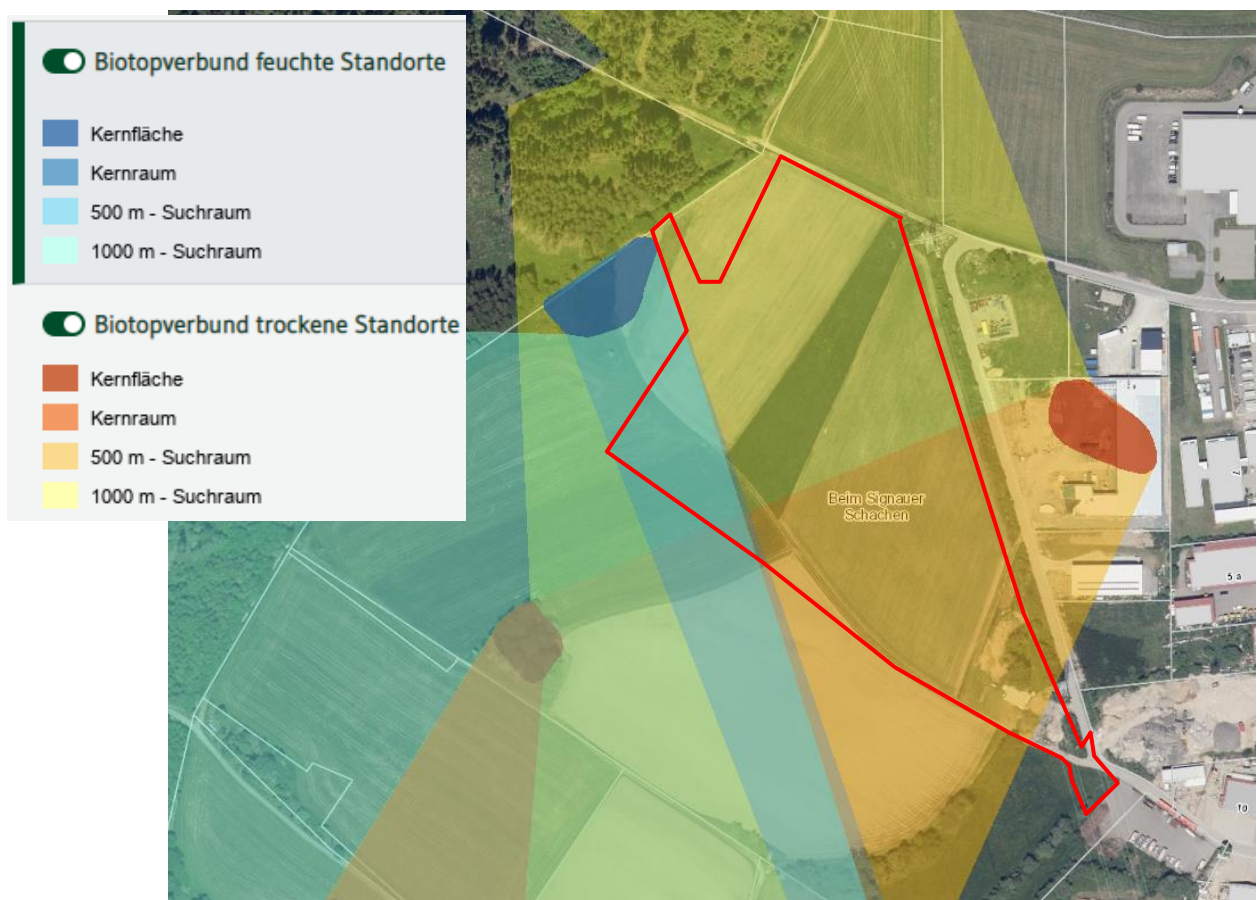 Biotopverbund feuchte Standorte
Kernfläche
Kernraum
500 m - Suchraum
1000 m - Suchraum
Biotopverbund trockene Standorte
Kernfläche
Kernraum
500 m - Suchraum
1000 m - Suchraum
Beim Signauer
Schachen
7
5 a